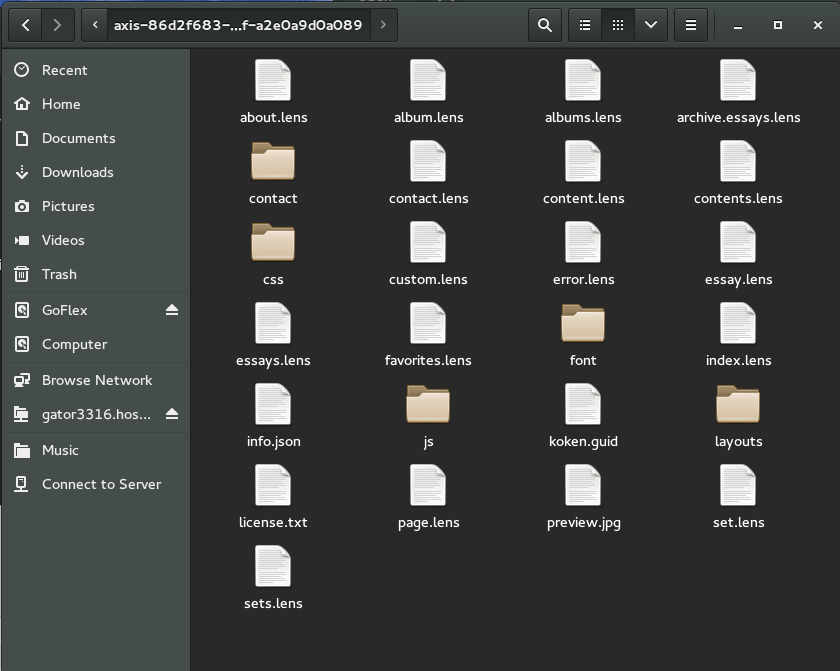 axis-86d2f683-...f-a2e0a9d0a089
Recent
Home
Documents
Downloads
Pictures
Videos
Trash
GoFlex
Computer
Browse Network
gator3316.hos...
Music
Connect to Server
about.lens album.lens albums.lens archive.essays.lens
contact contact.lens content.lens contents.lens
css custom.lens error.lens essay.lens
essays.lens favorites.lens font index.lens
info.json js koken.guid layouts
license.txt page.lens preview.jpg set.lens
sets.lens